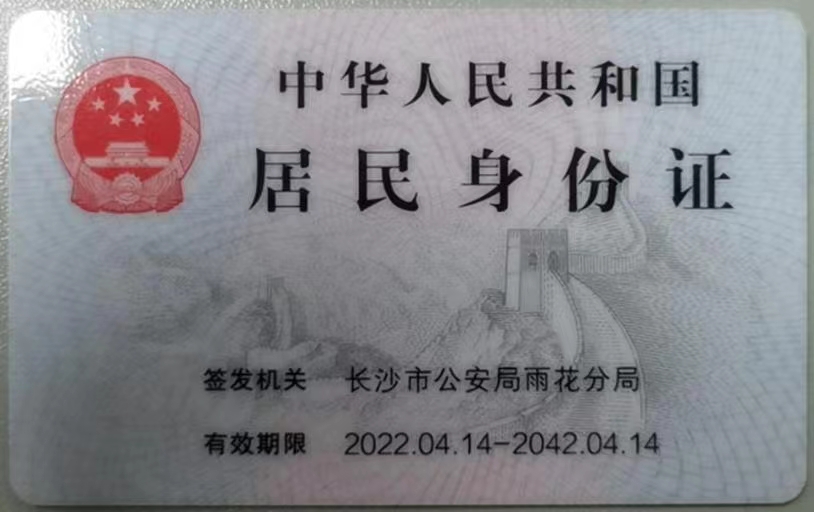 中华人民共和国
居民身份证
签发机关 长沙市公安局雨花分局
有效期限 2022.04.14-2042.04.14